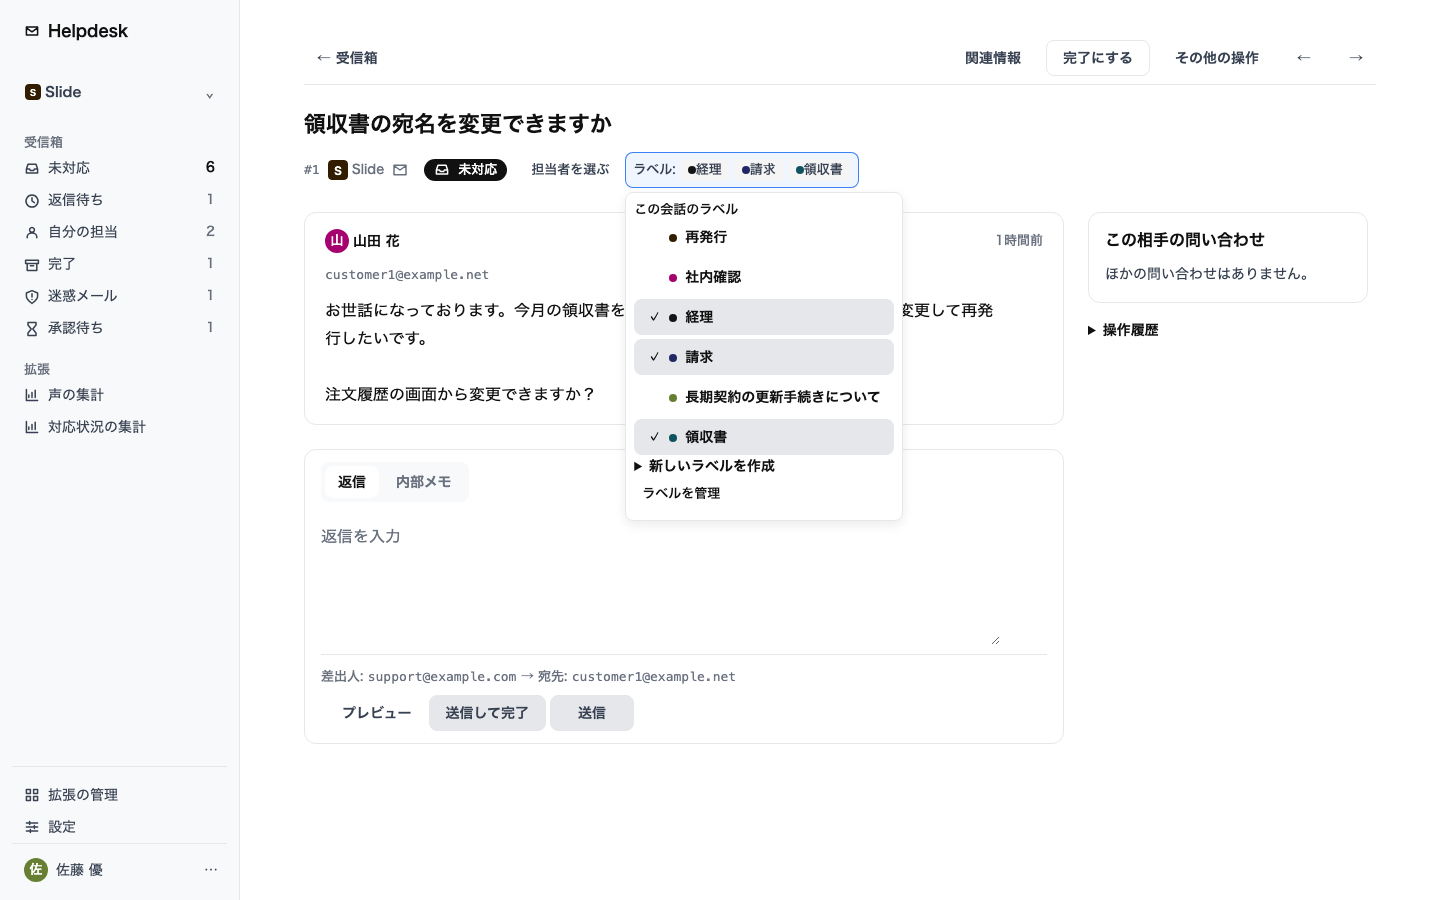 Helpdesk
S Slide
受信箱
未対応 6
返信待ち 1
自分の担当 2
完了 1
迷惑メール 1
承認待ち 1
拡張
声の集計
対応状況の集計
拡張の管理
設定
佐 佐藤 優 …
← 受信箱
関連情報 完了にする その他の操作 ← →
領収書の宛名を変更できますか
#1 S Slide 未対応 担当者を選ぶ ラベル: 経理 請求 領収書
この会話のラベル
再発行
社内確認
✓ 経理
✓ 請求
長期契約の更新手続きについて
✓ 領収書
▶ 新しいラベルを作成
ラベルを管理
山 山田 花 1時間前
customer1@example.net
お世話になっております。今月の領収書を 変更して再発
行したいです。
注文履歴の画面から変更できますか？
返信 内部メモ
返信を入力
差出人: support@example.com → 宛先: customer1@example.net
プレビュー 送信して完了 送信
この相手の問い合わせ
ほかの問い合わせはありません。
▶ 操作履歴